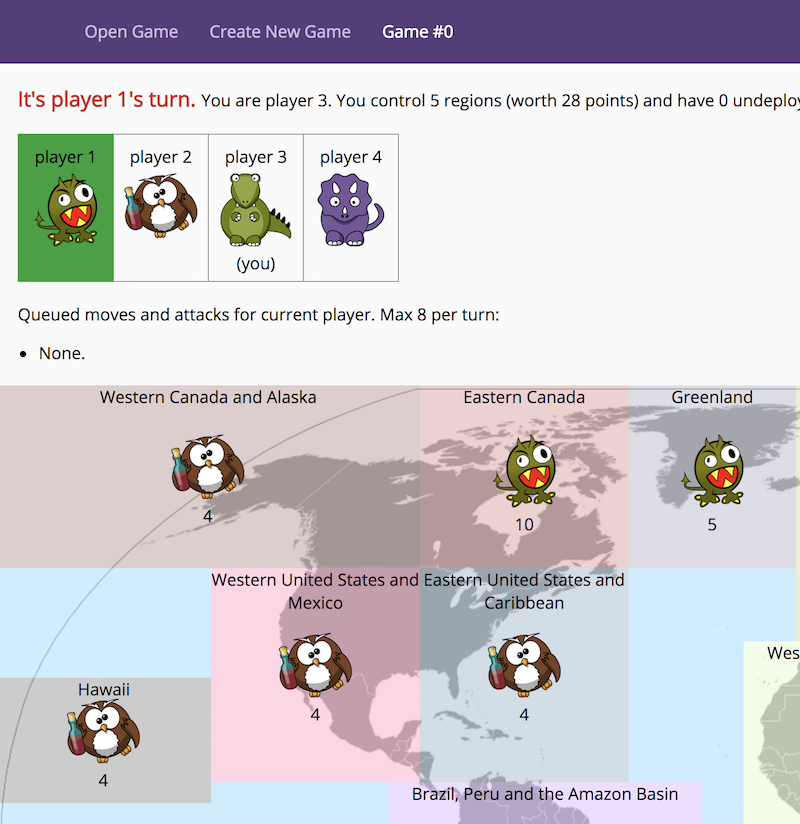 Open Game Create New Game Game #0
It's player 1's turn. You are player 3. You control 5 regions (worth 28 points) and have 0
player 1 player 2 player 3 player 4
(you)
Queued moves and attacks for current player. Max 8 per turn:
• None.
Western Canada and Alaska Eastern Canada Greenland
4 10 5
Western United States and Mexico
Eastern United States and Caribbean
4 4
Hawaii
4
Brazil, Peru and the Amazon Basin